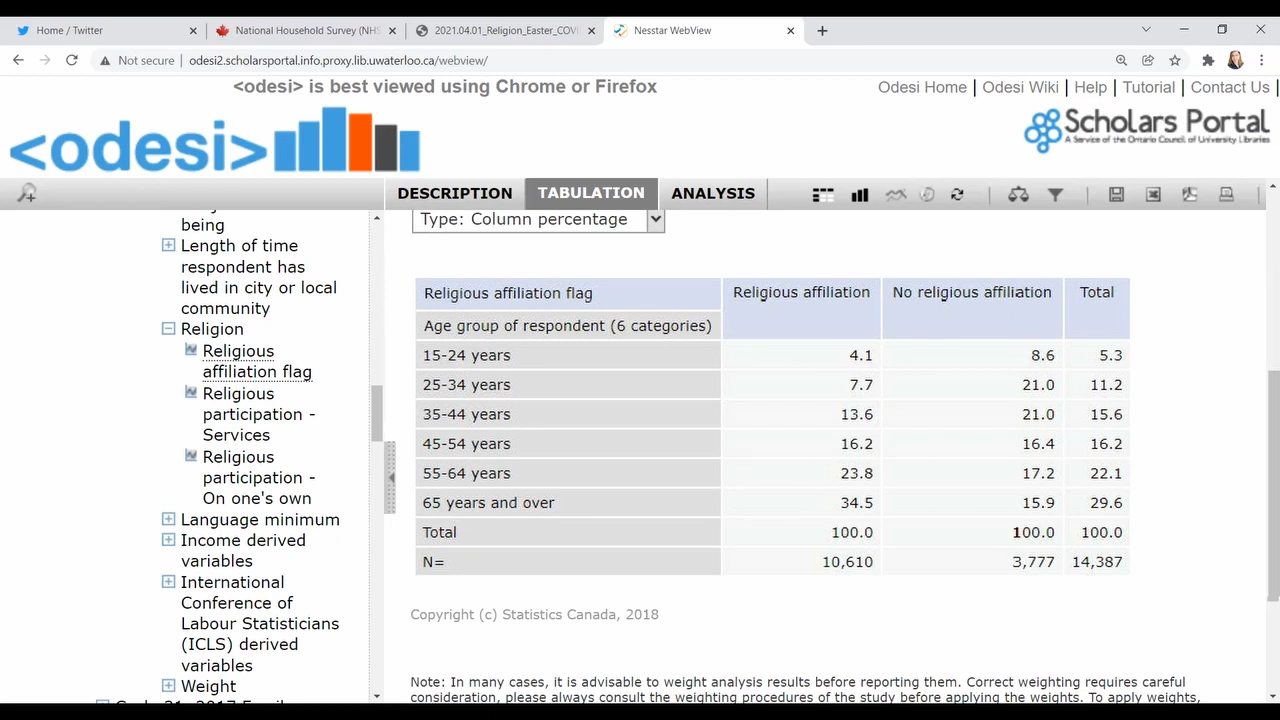 Home / Twitter
National Household Survey (NHS
2021.04.01_Religion_Easter_COVI
Nesstar WebView
Not secure | odesi2.scholarsportal.info.proxy.lib.uwaterloo.ca/webview/
<odesi> is best viewed using Chrome or Firefox
Odesi Home | Odesi Wiki | Help | Tutorial | Contact Us |
<odesi>
Scholars Portal
A Service of the Ontario Council of University Libraries
DESCRIPTION TABULATION ANALYSIS
being
Length of time
respondent has
lived in city or local
community
Religion
Religious
affiliation flag
Religious
participation -
Services
Religious
participation -
On one's own
Language minimum
Income derived
variables
International
Conference of
Labour Statisticians
(ICLS) derived
variables
Weight
Type: Column percentage
Religious affiliation flag Religious affiliation No religious affiliation Total
Age group of respondent (6 categories)
15-24 years 4.1 8.6 5.3
25-34 years 7.7 21.0 11.2
35-44 years 13.6 21.0 15.6
45-54 years 16.2 16.4 16.2
55-64 years 23.8 17.2 22.1
65 years and over 34.5 15.9 29.6
Total 100.0 100.0 100.0
N= 10,610 3,777 14,387
Copyright (c) Statistics Canada, 2018
Note: In many cases, it is advisable to weight analysis results before reporting them. Correct weighting requires careful
consideration, please always consult the weighting procedures of the study before applying the weights. To apply weights,